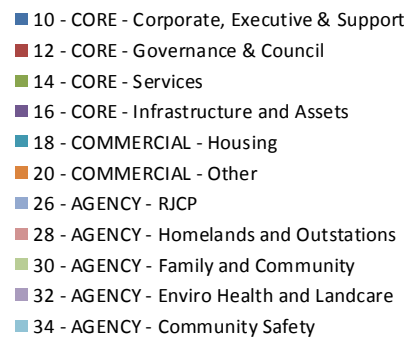 10 - CORE - Corporate, Executive & Support
12 - CORE - Governance & Council
14 - CORE - Services
16 - CORE - Infrastructure and Assets
18 - COMMERCIAL - Housing
20 - COMMERCIAL - Other
26 - AGENCY - RJCP
28 - AGENCY - Homelands and Outstations
30 - AGENCY - Family and Community
32 - AGENCY - Enviro Health and Landcare
34 - AGENCY - Community Safety